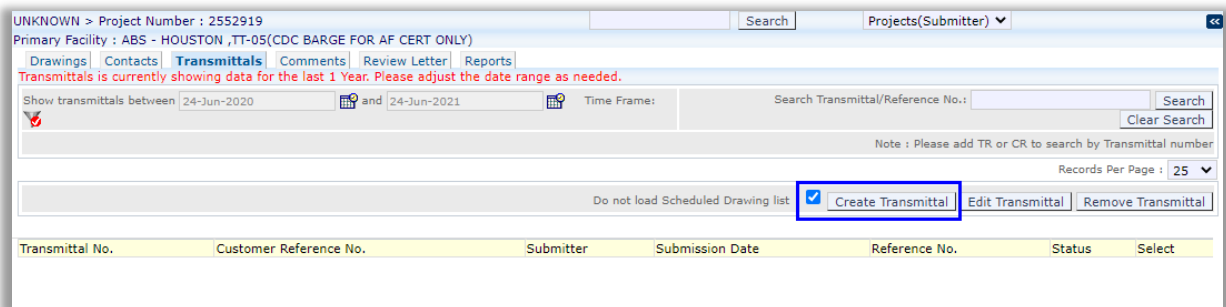 UNKNOWN > Project Number : 2552919 Search Projects(Submitter)
Primary Facility : ABS - HOUSTON ,TT-05(CDC BARGE FOR AF CERT ONLY)
Drawings Contacts Transmittals Comments Review Letter Reports
Transmittals is currently showing data for the last 1 Year. Please adjust the date range as needed.
Show transmittals between 24-Jun-2020 and 24-Jun-2021 Time Frame: Search Transmittal/Reference No.: Search
Clear Search
Note : Please add TR or CR to search by Transmittal number
Records Per Page : 25
Do not load Scheduled Drawing list Create Transmittal Edit Transmittal Remove Transmittal
Transmittal No. Customer Reference No. Submitter Submission Date Reference No. Status Select